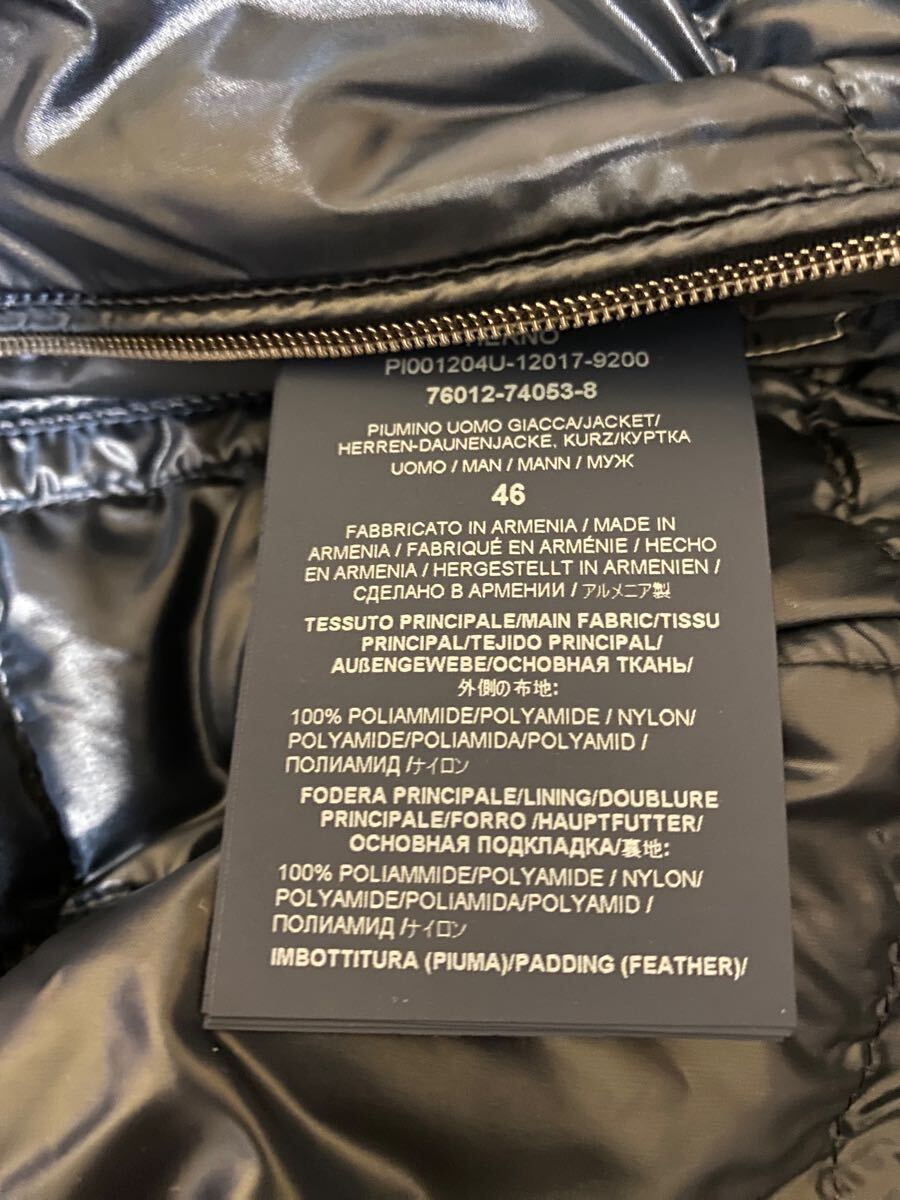 HERNO
PI001204U-12017-9200
76012-74053-8
PIUMINO UOMO GIACCA/JACKET/
HERREN-DAUNENJACKE, KURZ/КУРТКА
UOMO / MAN / MANN / МУЖ
46
FABBRICATO IN ARMENIA / MADE IN
ARMENIA / FABRIQUÉ EN ARMÉNIE / HECHO
EN ARMENIA / HERGESTELLT IN ARMENIEN /
СДЕЛАНО В АРМЕНИИ / アルメニア製
TESSUTO PRINCIPALE/MAIN FABRIC/TISSU
PRINCIPAL/TEJIDO PRINCIPAL/
AUßENGEWEBE/ОСНОВНАЯ ТКАНЬ/
外側の布地:
100% POLIAMMIDE/POLYAMIDE / NYLON/
POLYAMIDE/POLIAMIDA/POLYAMID /
ПОЛИАМИД /ナイロン
FODERA PRINCIPALE/LINING/DOUBLURE
PRINCIPALE/FORRO /HAUPTFUTTER/
ОСНОВНАЯ ПОДКЛАДКА/裏地:
100% POLIAMMIDE/POLYAMIDE / NYLON/
POLYAMIDE/POLIAMIDA/POLYAMID /
ПОЛИАМИД /ナイロン
IMBOTTITURA (PIUMA)/PADDING (FEATHER)/